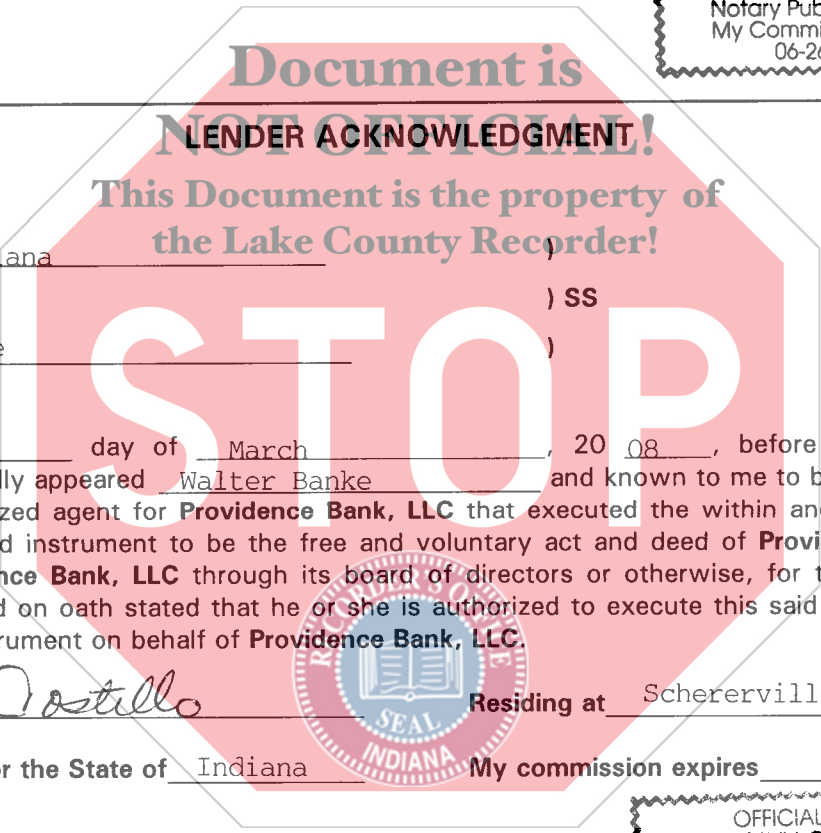 Notary Pub
My Commi
06-26
Document is
NOT OFFICIAL!
LENDER ACKNOWLEDGMENT
This Document is the property of
the Lake County Recorder!
ana )
) SS
e )
STOP
day of March , 20 08 , before
lly appeared Walter Banke and known to me to b
zed agent for Providence Bank, LLC that executed the within an
d instrument to be the free and voluntary act and deed of Provi
nce Bank, LLC through its board of directors or otherwise, for t
d on oath stated that he or she is authorized to execute this said
rument on behalf of Providence Bank, LLC.
RECORDER'S OFFICE
SEAL
INDIANA
Costillo Residing at Scherervill
r the State of Indiana My commission expires
OFFICIAL